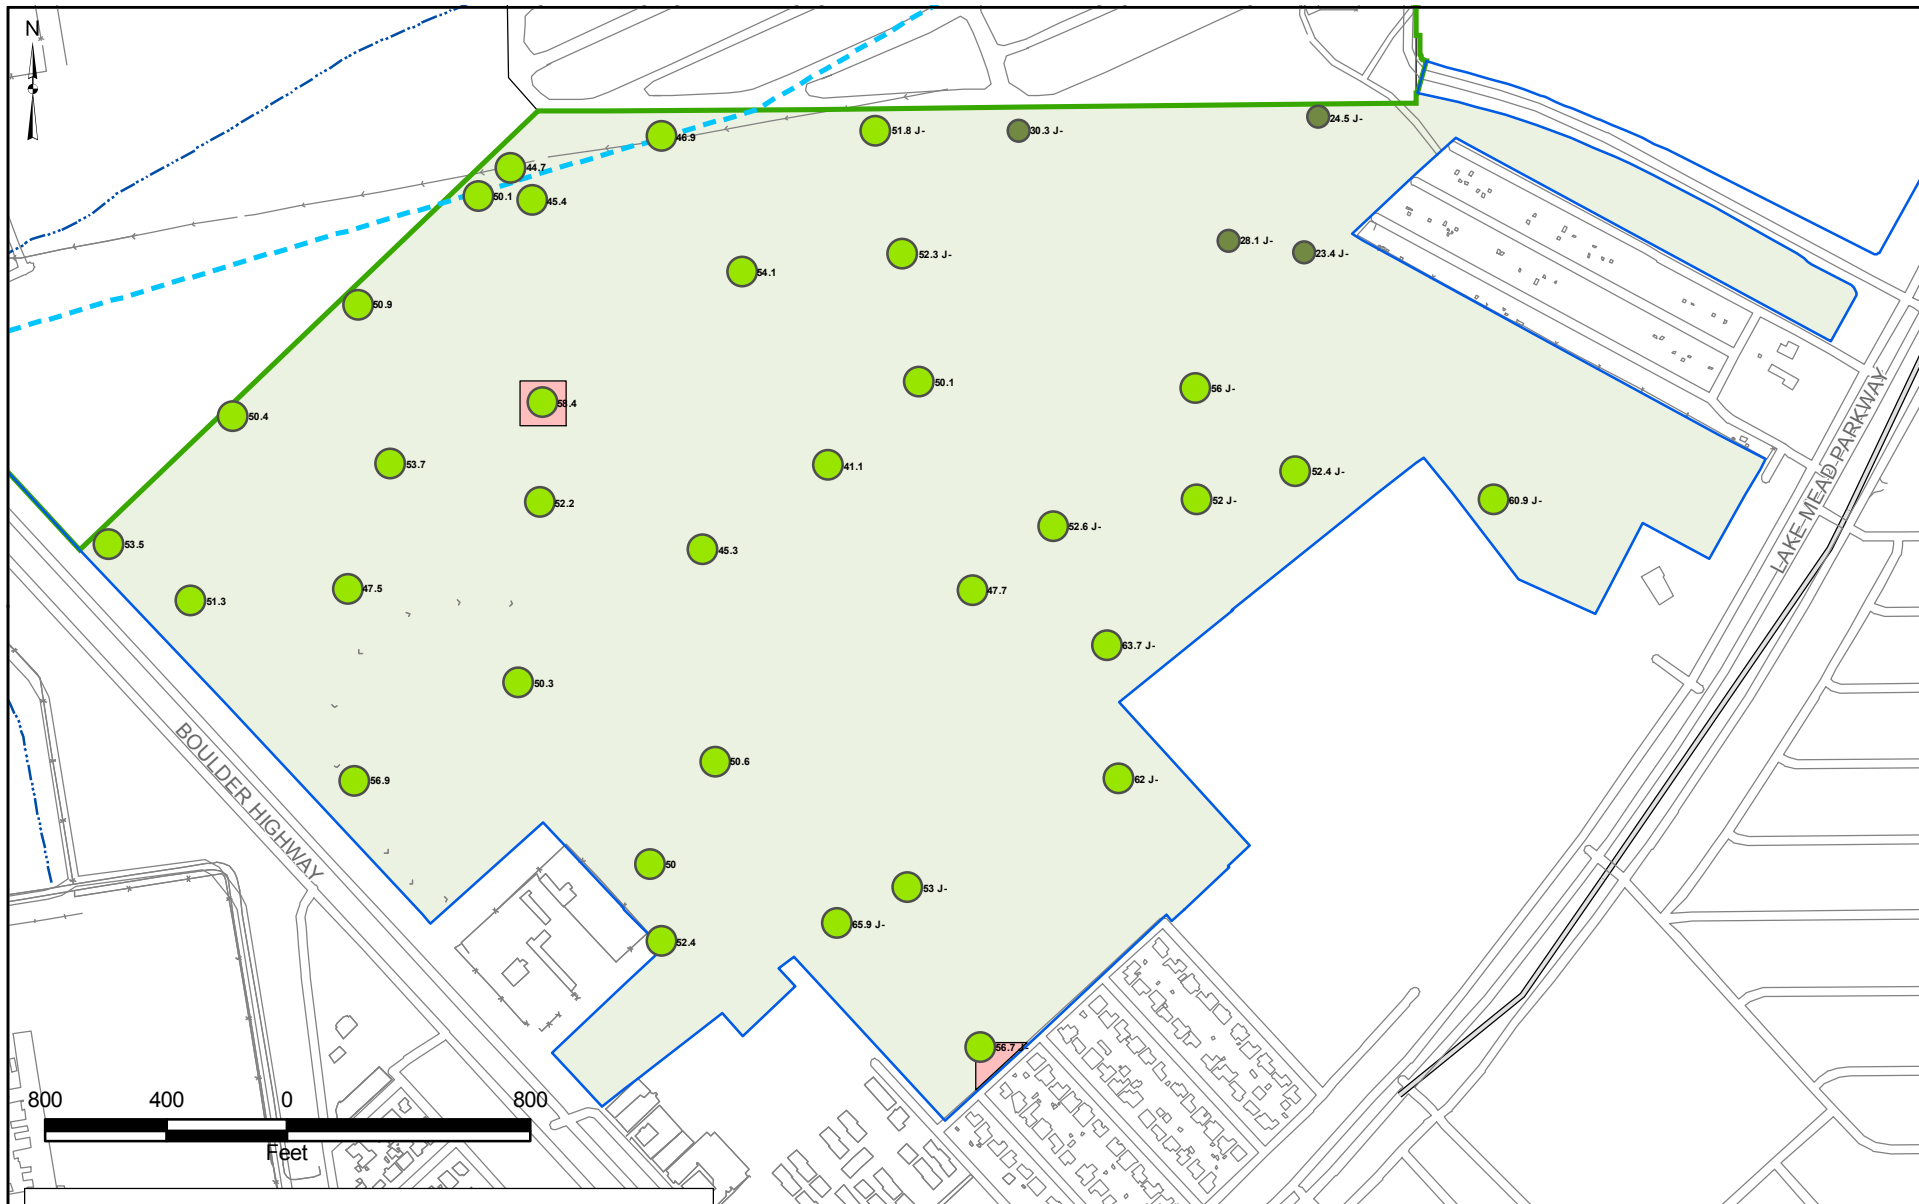 N
24.5 J-
51.8 J-
30.3 J-
46.9
44.7
50.1
45.4
28.1 J-
23.4 J-
52.3 J-
54.1
50.9
50.1
56 J-
58.4
50.4
53.7
41.1
52.4 J-
52.2
52 J-
60.9 J-
52.6 J-
53.5
45.3
47.5
47.7
51.3
63.7 J-
50.3
50.6
62 J-
56.9
50
53 J-
65.9 J-
52.4
56.7 J-
LAKE MEAD PARKWAY
BOULDER HIGHWAY
800 400 0 800
Feet